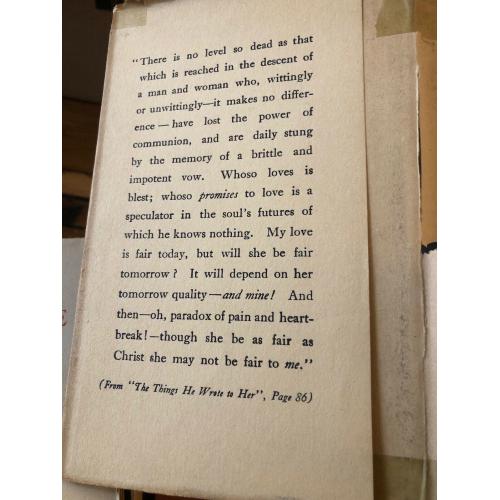 "There is no level so dead as that
which is reached in the descent of
a man and woman who, wittingly
or unwittingly—it makes no differ-
ence—have lost the power of
communion, and are daily stung
by the memory of a brittle and
impotent vow. Whoso loves is
blest; whoso promises to love is a
speculator in the soul's futures of
which he knows nothing. My love
is fair today, but will she be fair
tomorrow? It will depend on her
tomorrow quality—and mine! And
then—oh, paradox of pain and heart-
break!—though she be as fair as
Christ she may not be fair to me."
(From "The Things He Wrote to Her", Page 86)